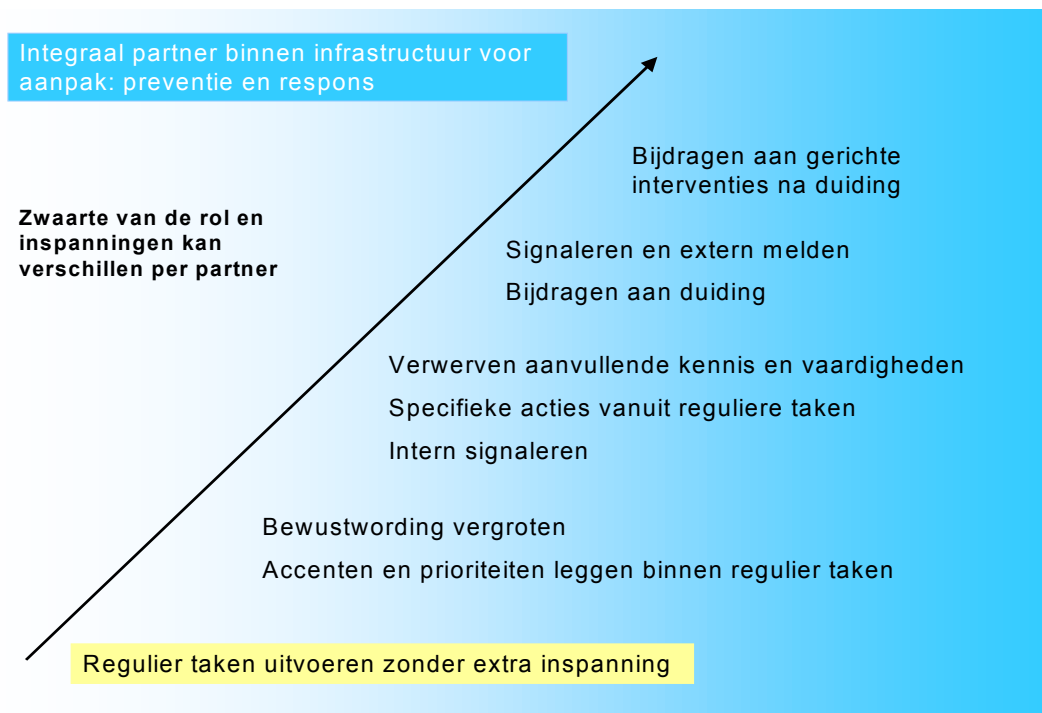 Integraal partner binnen infrastructuur voor
aanpak: preventie en respons
Bijdragen aan gerichte
interventies na duiding
Zwaarte van de rol en
inspanningen kan
verschillen per partner
Signaleren en extern melden
Bijdragen aan duiding
Verwerven aanvullende kennis en vaardigheden
Specifieke acties vanuit reguliere taken
Intern signaleren
Bewustwording vergroten
Accenten en prioriteiten leggen binnen regulier taken
Regulier taken uitvoeren zonder extra inspanning